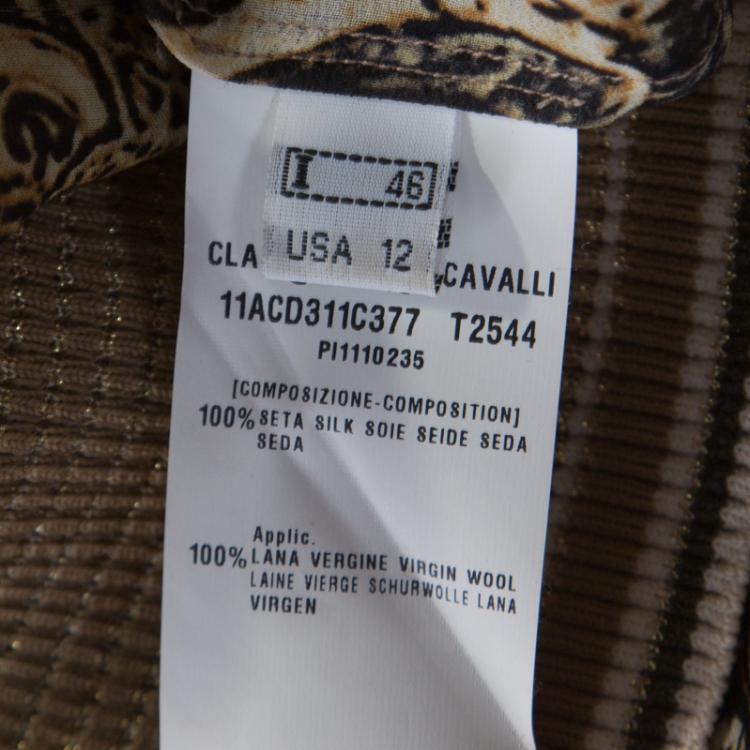 I 46
USA 12
CLA CAVALLI
11ACD311C377 T2544
PI1110235
[COMPOSIZIONE-COMPOSITION]
100% SETA SILK SOIE SEIDE SEDA
SEDA
Applic.
100% LANA VERGINE VIRGIN WOOL
LAINE VIERGE SCHURWOLLE LANA
VIRGEN